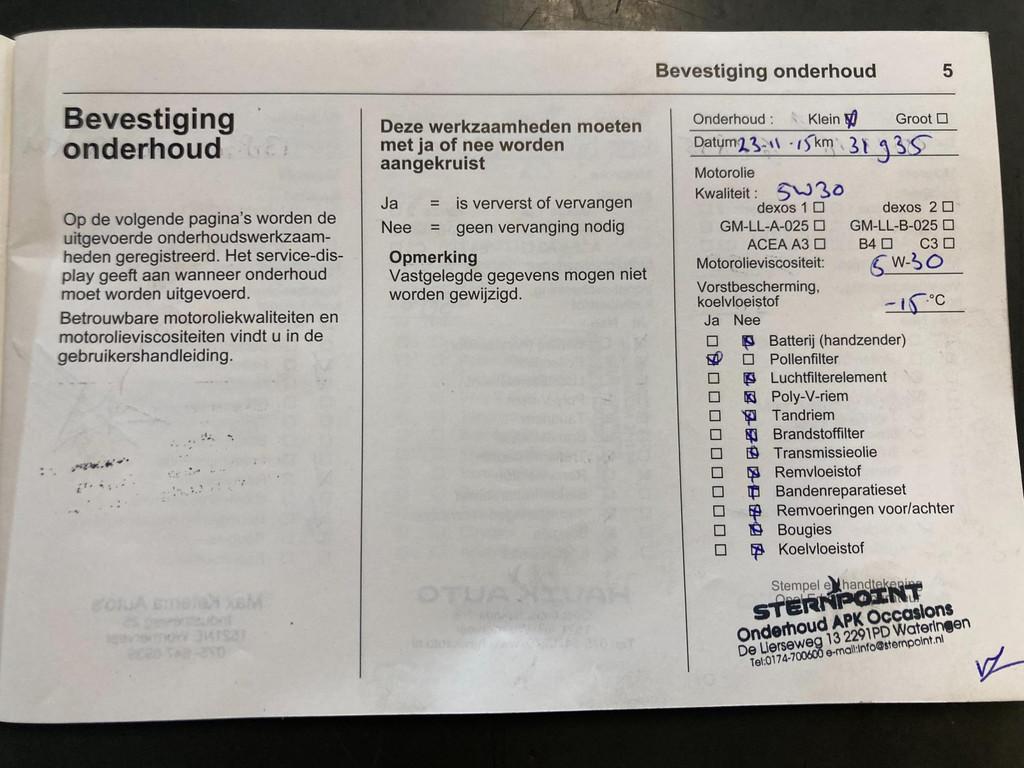 Bevestiging onderhoud 5
Bevestiging
onderhoud
Op de volgende pagina's worden de
uitgevoerde onderhoudswerkzaam-
heden geregistreerd. Het service-dis-
play geeft aan wanneer onderhoud
moet worden uitgevoerd.
Betrouwbare motoroliekwaliteiten en
motorolieviscositeiten vindt u in de
gebruikershandleiding.
Deze werkzaamheden moeten
met ja of nee worden
aangekruist
Ja = is ververst of vervangen
Nee = geen vervanging nodig
Opmerking
Vastgelegde gegevens mogen niet
worden gewijzigd.
Onderhoud : Klein ☒ Groot ☐
Datum 23-11-15 km 31 935
Motorolie
Kwaliteit : 5W30
dexos 1 ☐ dexos 2 ☐
GM-LL-A-025 ☐ GM-LL-B-025 ☐
ACEA A3 ☐ B4 ☐ C3 ☐
Motorolieviscositeit: 5 W-30
Vorstbescherming,
koelvloeistof -15 °C
Ja Nee
☐ ☒ Batterij (handzender)
☒ ☐ Pollenfilter
☐ ☒ Luchtfilterelement
☐ ☒ Poly-V-riem
☐ ☒ Tandriem
☐ ☒ Brandstoffilter
☐ ☒ Transmissieolie
☐ ☒ Remvloeistof
☐ ☒ Bandenreparatieset
☐ ☒ Remvoeringen voor/achter
☐ ☒ Bougies
☐ ☒ Koelvloeistof
Stempel en handtekening
STERNPOINT
Onderhoud APK Occasions
De Lierseweg 13 2291PD Wateringen
Tel:0174-700600 e-mail:info@sternpoint.nl